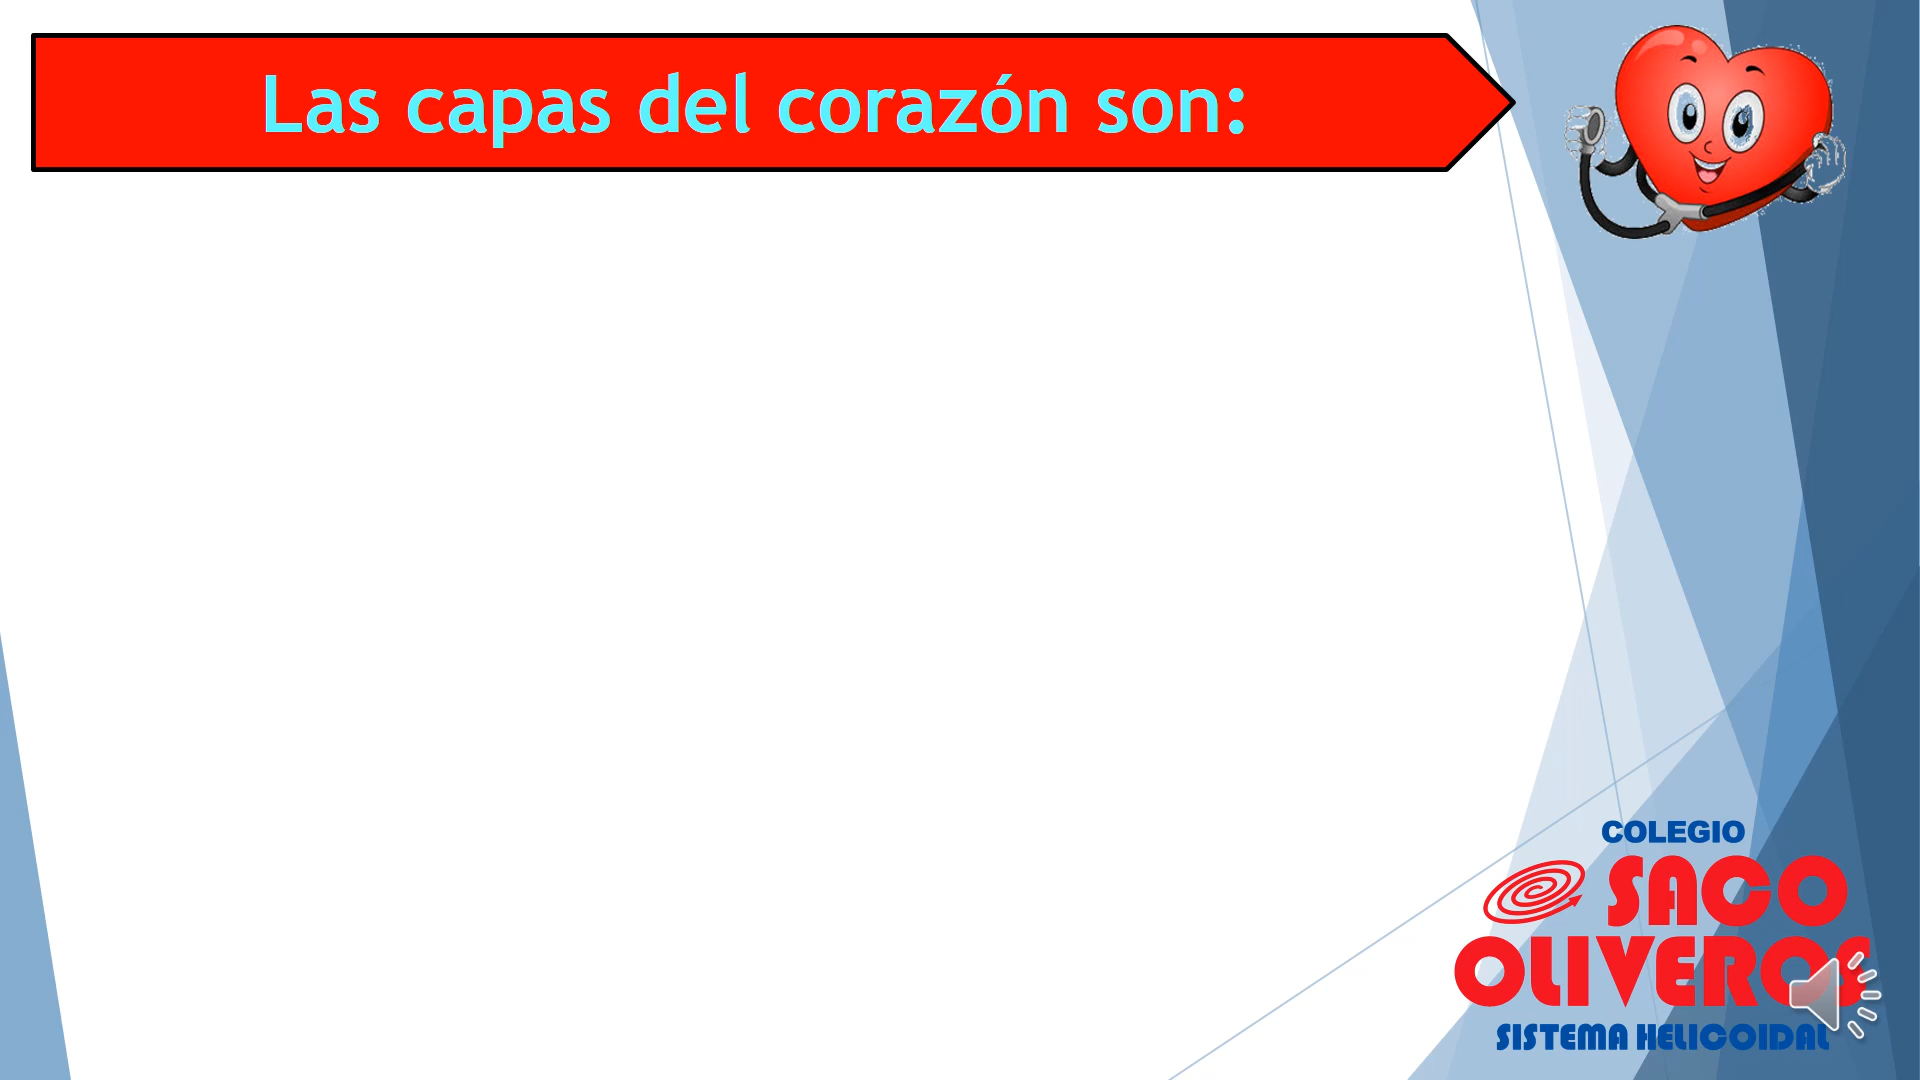 Las capas del corazón son:
COLEGIO
SACO
OLIVEROS
SISTEMA HELICOIDAL